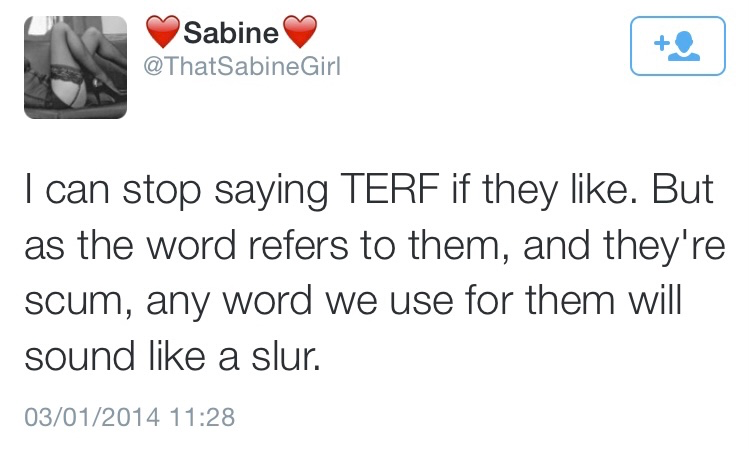 ❤️Sabine❤️
@ThatSabineGirl
I can stop saying TERF if they like. But
as the word refers to them, and they're
scum, any word we use for them will
sound like a slur.
03/01/2014 11:28